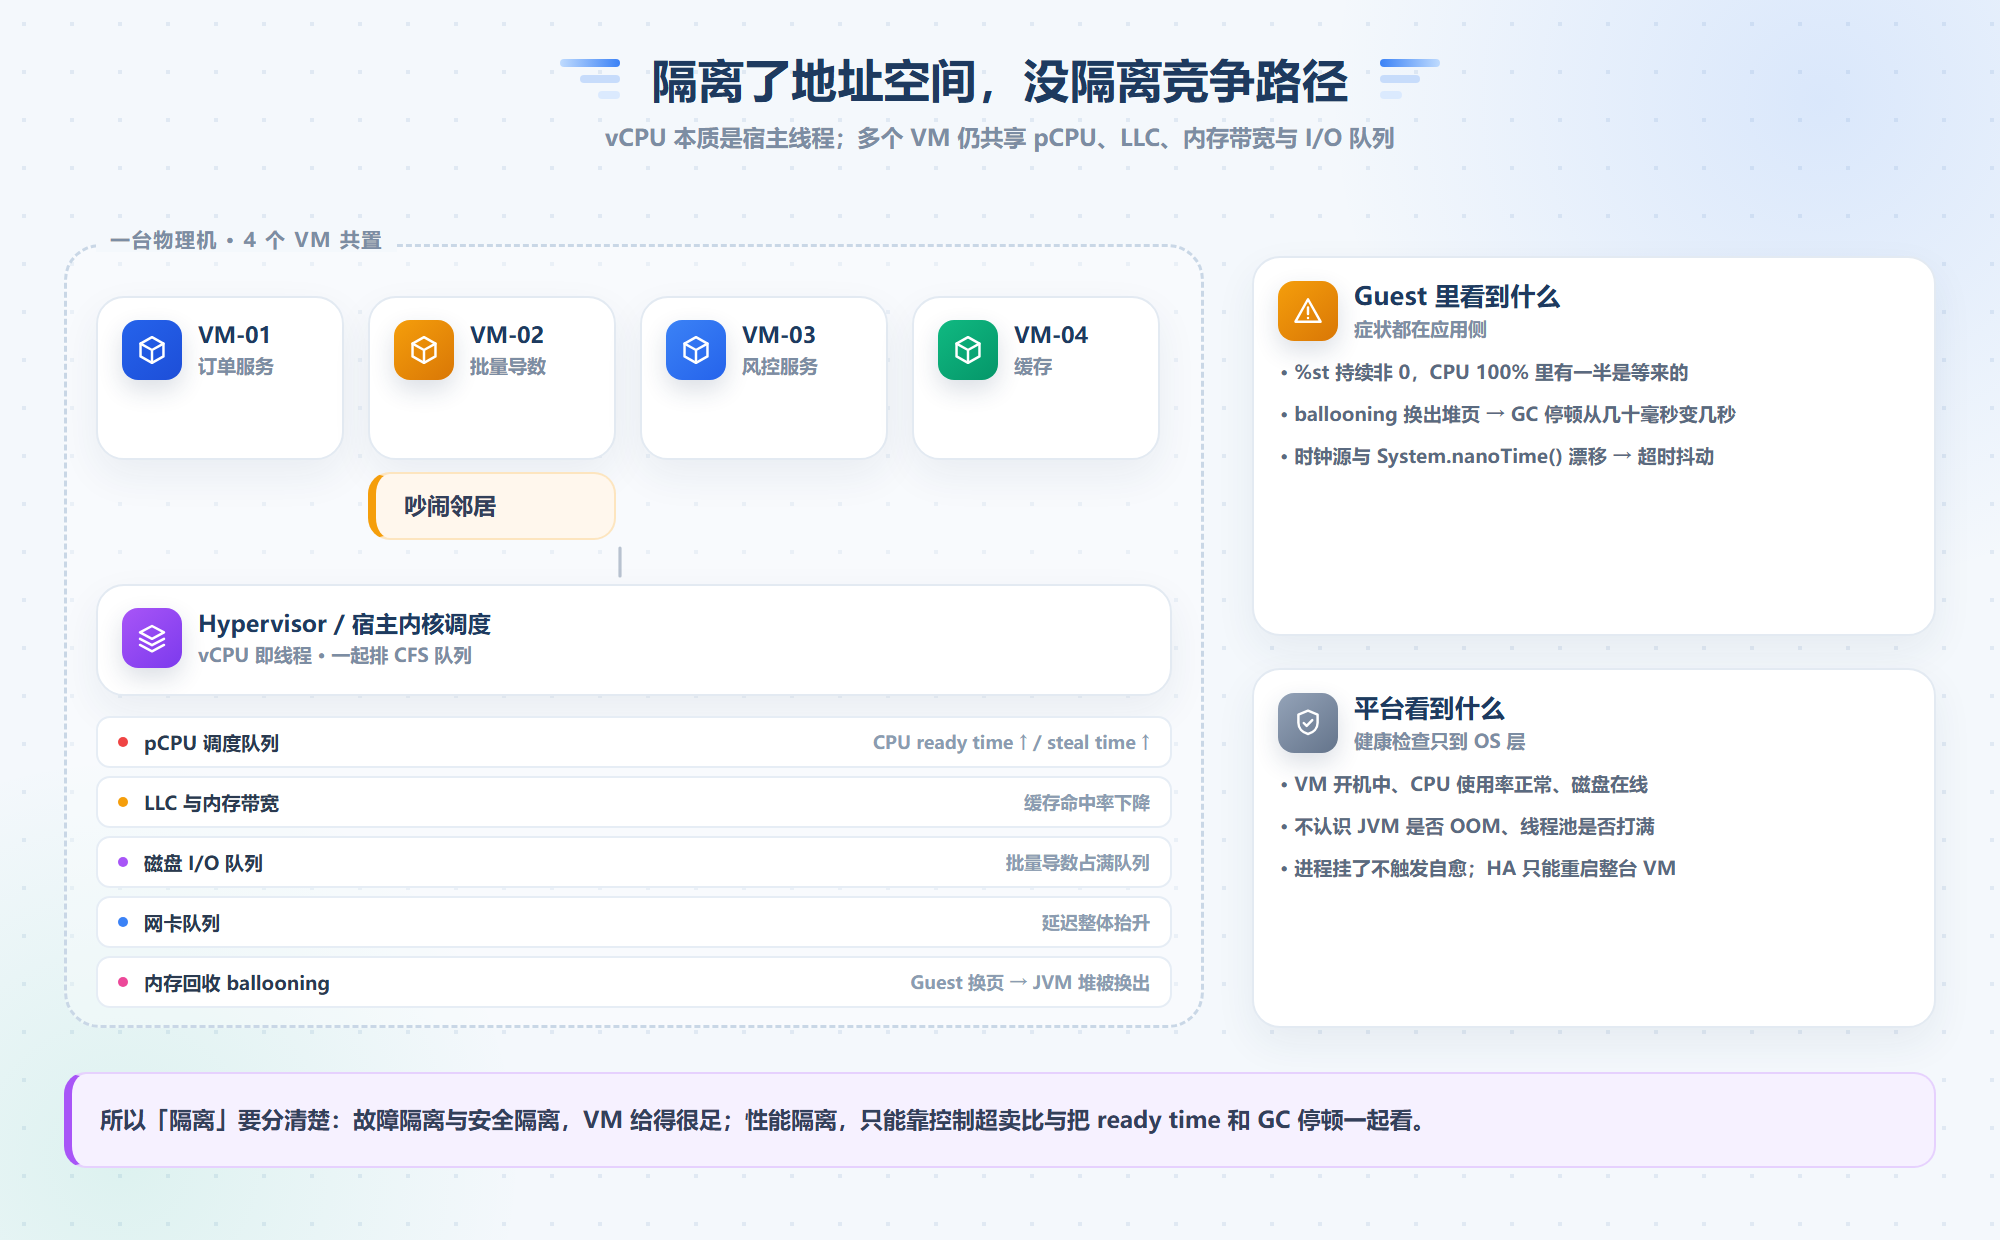 隔离了地址空间，没隔离竞争路径
vCPU 本质是宿主线程；多个 VM 仍共享 pCPU、LLC、内存带宽与 I/O 队列
一台物理机 • 4 个 VM 共置
VM-01
订单服务
VM-02
批量导数
VM-03
风控服务
VM-04
缓存
吵闹邻居
Hypervisor / 宿主内核调度
vCPU 即线程 • 一起排 CFS 队列
pCPU 调度队列
CPU ready time ↑ / steal time ↑
LLC 与内存带宽
缓存命中率下降
磁盘 I/O 队列
批量导数占满队列
网卡队列
延迟整体抬升
内存回收 ballooning
Guest 换页 → JVM 堆被换出
Guest 里看到什么
症状都在应用侧
• %st 持续非 0，CPU 100% 里有一半是等来的
• ballooning 换出堆页 → GC 停顿从几十毫秒变几秒
• 时钟源与 System.nanoTime() 漂移 → 超时抖动
平台看到什么
健康检查只到 OS 层
• VM 开机中、CPU 使用率正常、磁盘在线
• 不认识 JVM 是否 OOM、线程池是否打满
• 进程挂了不触发自愈；HA 只能重启整台 VM
所以「隔离」要分清楚：故障隔离与安全隔离，VM 给得很足；性能隔离，只能靠控制超卖比与把 ready time 和 GC 停顿一起看。